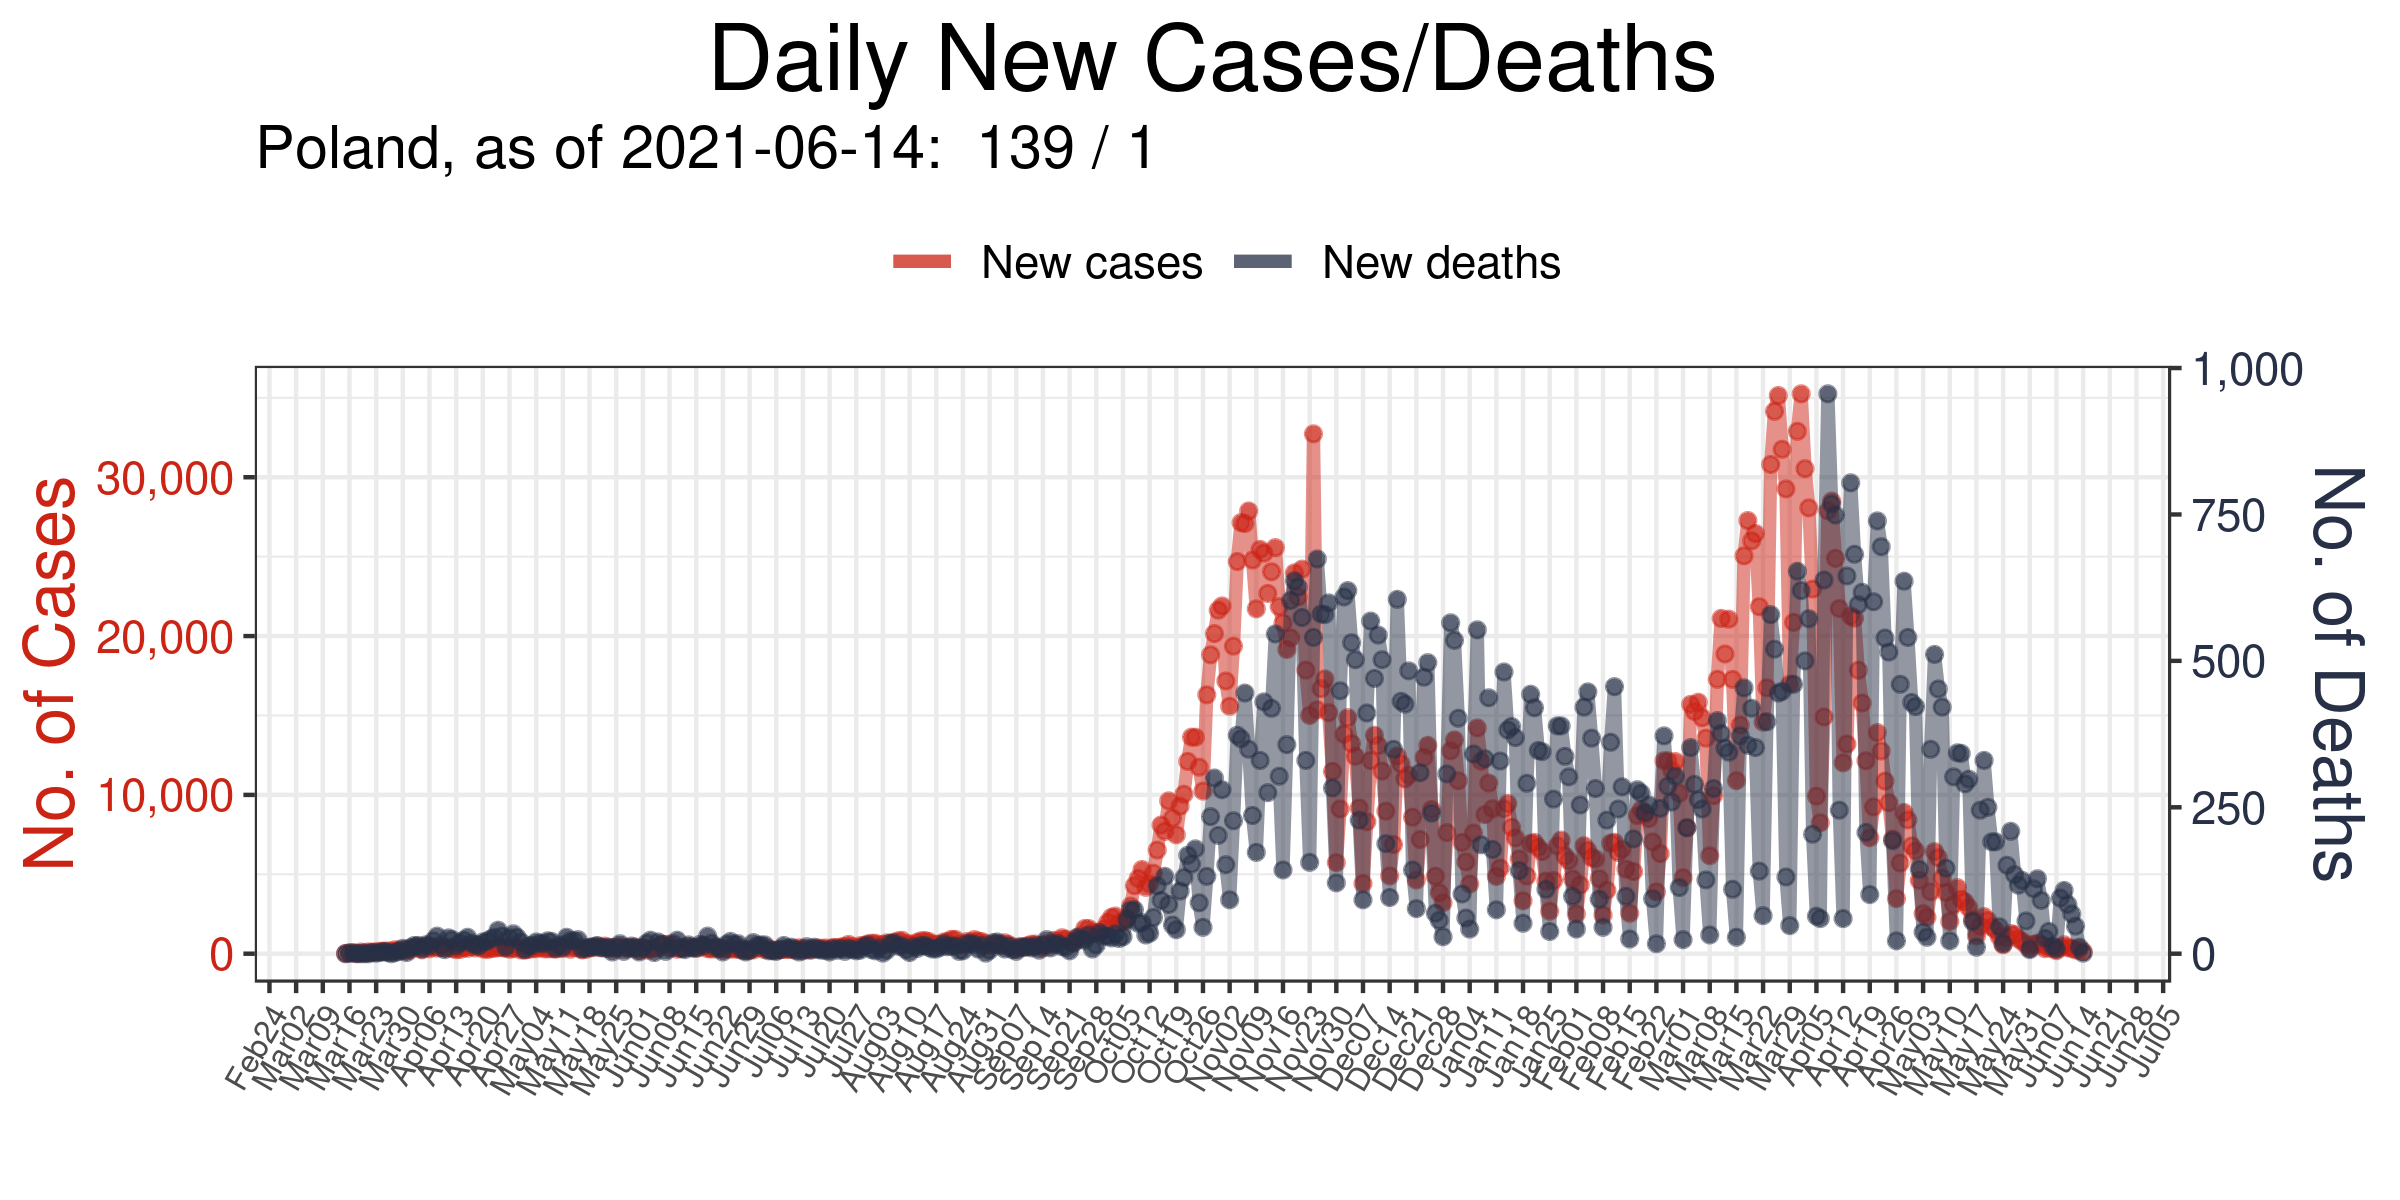 Daily New Cases/Deaths
Poland, as of 2021-06-14:  139 / 1
New cases
New deaths
No. of Cases
30,000
20,000
10,000
0
1,000
750
500
250
0
No. of Deaths
Feb24
Mar02
Mar09
Mar16
Mar23
Mar30
Apr06
Apr13
Apr20
Apr27
May04
May11
May18
May25
Jun01
Jun08
Jun15
Jun22
Jun29
Jul06
Jul13
Jul20
Jul27
Aug03
Aug10
Aug17
Aug24
Aug31
Sep07
Sep14
Sep21
Sep28
Oct05
Oct12
Oct19
Oct26
Nov02
Nov09
Nov16
Nov23
Nov30
Dec07
Dec14
Dec21
Dec28
Jan04
Jan11
Jan18
Jan25
Feb01
Feb08
Feb15
Feb22
Mar01
Mar08
Mar15
Mar22
Mar29
Apr05
Apr12
Apr19
Apr26
May03
May10
May17
May24
May31
Jun07
Jun14
Jun21
Jun28
Jul05